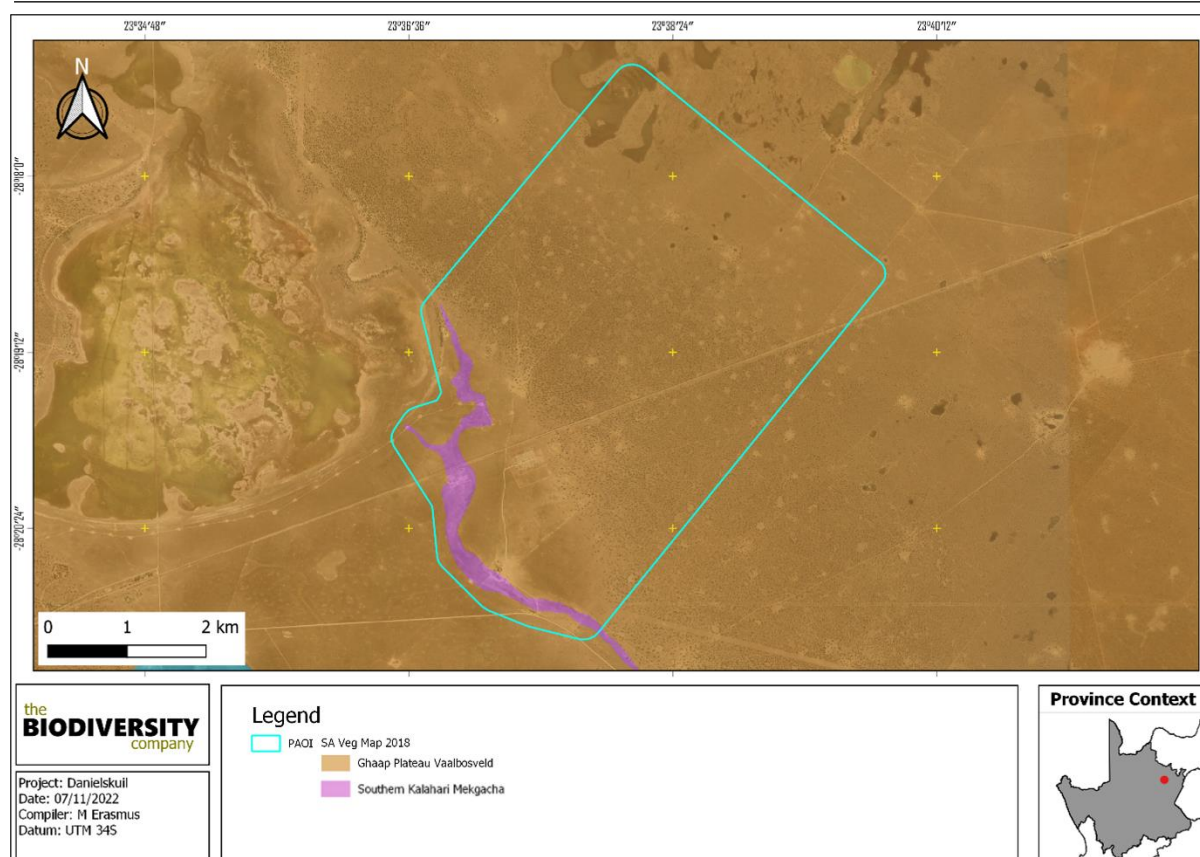 23°34′48″ 23°36′36″ 23°38′24″ 23°40′12″
N
-28°18′0″
-28°19′12″
-28°20′24″
0 1 2 km
the
BIODIVERSITY
company
Project: Danielskuil
Date: 07/11/2022
Compiler: M Erasmus
Datum: UTM 34S
Legend
PAOI SA Veg Map 2018
Ghaap Plateau Vaalbosveld
Southern Kalahari Mekgacha
Province Context